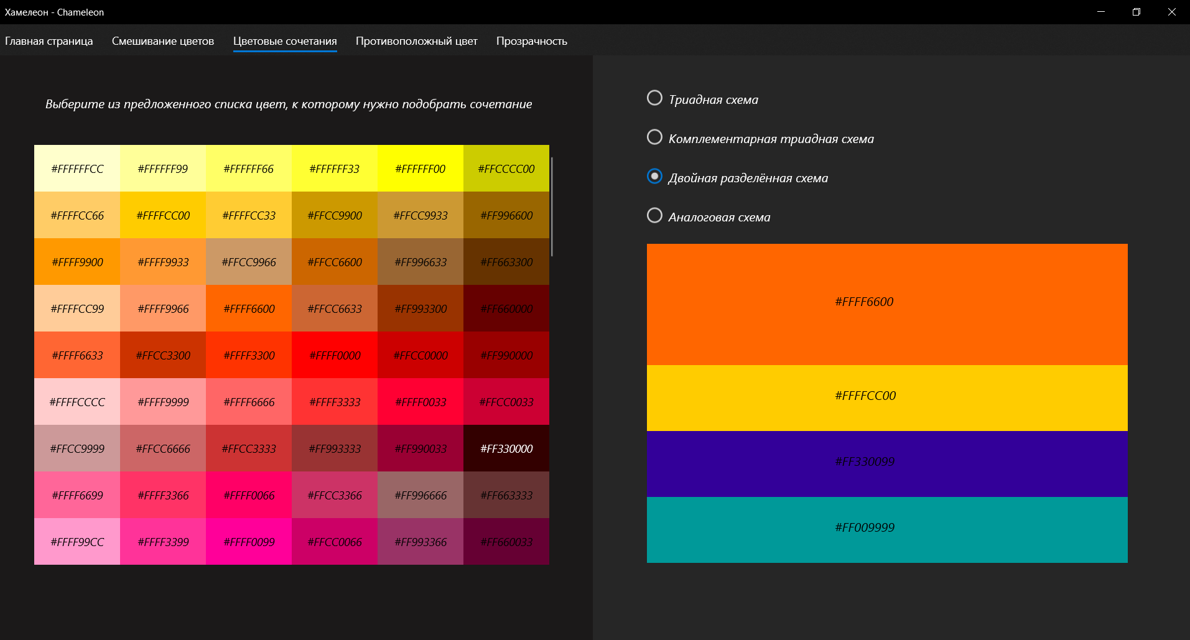 Хамелеон - Chameleon
Главная страница Смешивание цветов Цветовые сочетания Противоположный цвет Прозрачность
Выберите из предложенного списка цвет, к которому нужно подобрать сочетание
#FFFFFFCC #FFFFFF99 #FFFFFF66 #FFFFFF33 #FFFFFF00 #FFCCCC00
#FFFFCC66 #FFFFCC00 #FFFFCC33 #FFCC9900 #FFCC9933 #FF996600
#FFFF9900 #FFFF9933 #FFCC9966 #FFCC6600 #FF996633 #FF663300
#FFFFCC99 #FFFF9966 #FFFF6600 #FFCC6633 #FF993300 #FF660000
#FFFF6633 #FFCC3300 #FFFF3300 #FFFF0000 #FFCC0000 #FF990000
#FFFFCCCC #FFFF9999 #FFFF6666 #FFFF3333 #FFFF0033 #FFCC0033
#FFCC9999 #FFCC6666 #FFCC3333 #FF993333 #FF990033 #FF330000
#FFFF6699 #FFFF3366 #FFFF0066 #FFCC3366 #FF996666 #FF663333
#FFFF99CC #FFFF3399 #FFFF0099 #FFCC0066 #FF993366 #FF660033
Триадная схема
Комплементарная триадная схема
Двойная разделённая схема
Аналоговая схема
#FFFF6600
#FFFFCC00
#FF330099
#FF009999